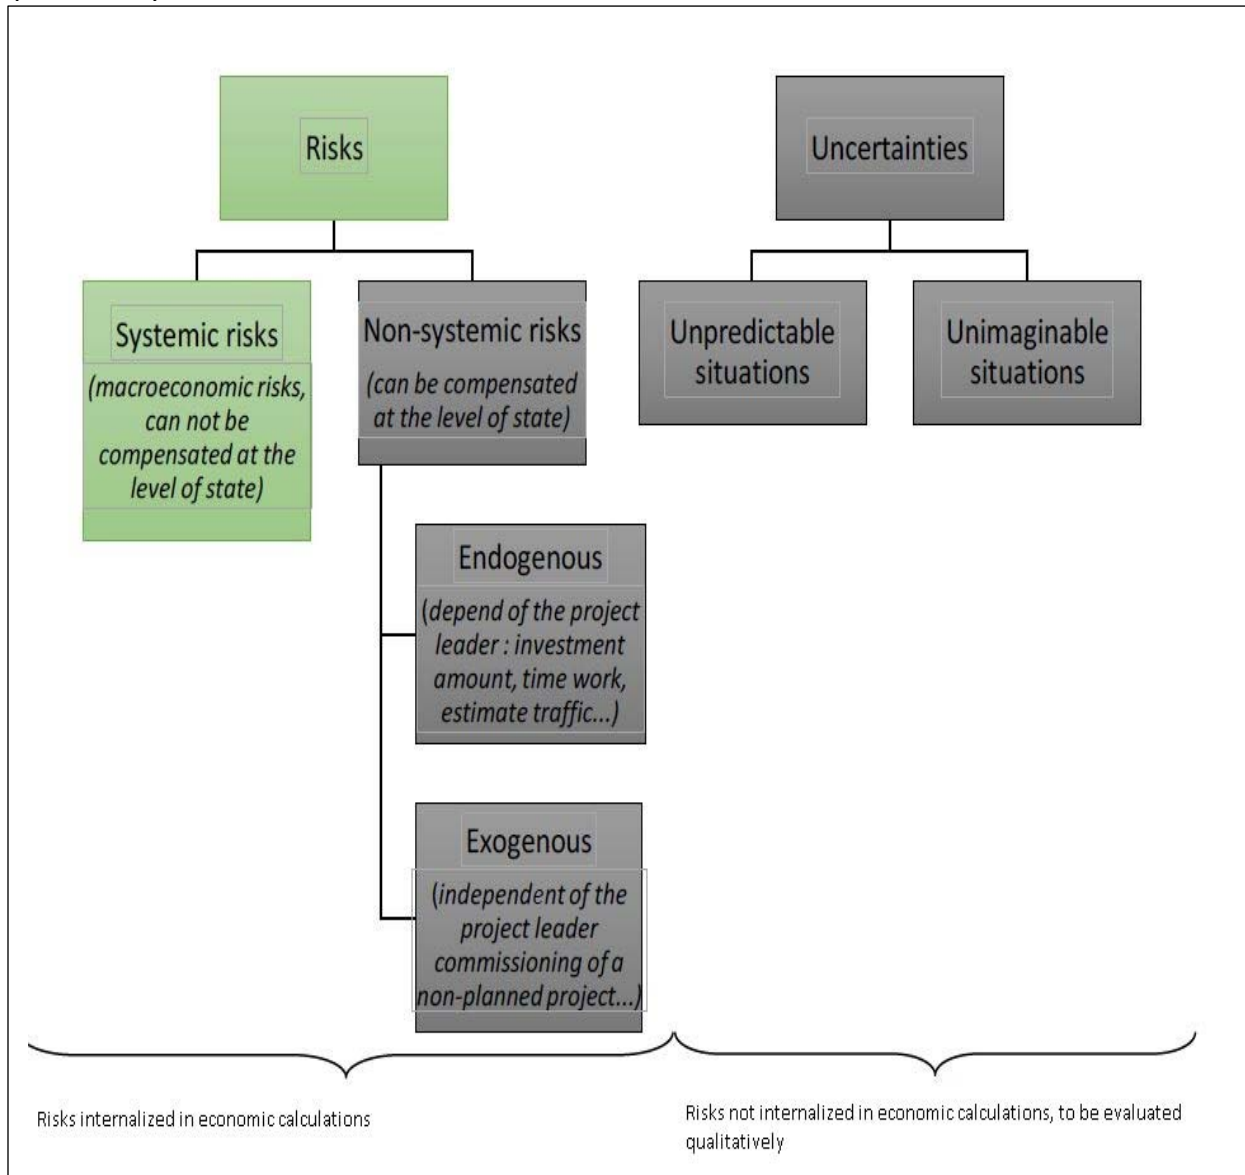 Risks
Uncertainties
Systemic risks
(macroeconomic risks,
can not be
compensated at the
level of state)
Non-systemic risks
(can be compensated
at the level of state)
Unpredictable
situations
Unimaginable
situations
Endogenous
(depend of the project
leader : investment
amount, time work,
estimate traffic...)
Exogenous
(independent of the
project leader
commissioning of a
non-planned project...)
Risks internalized in economic calculations
Risks not internalized in economic calculations, to be evaluated
qualitatively